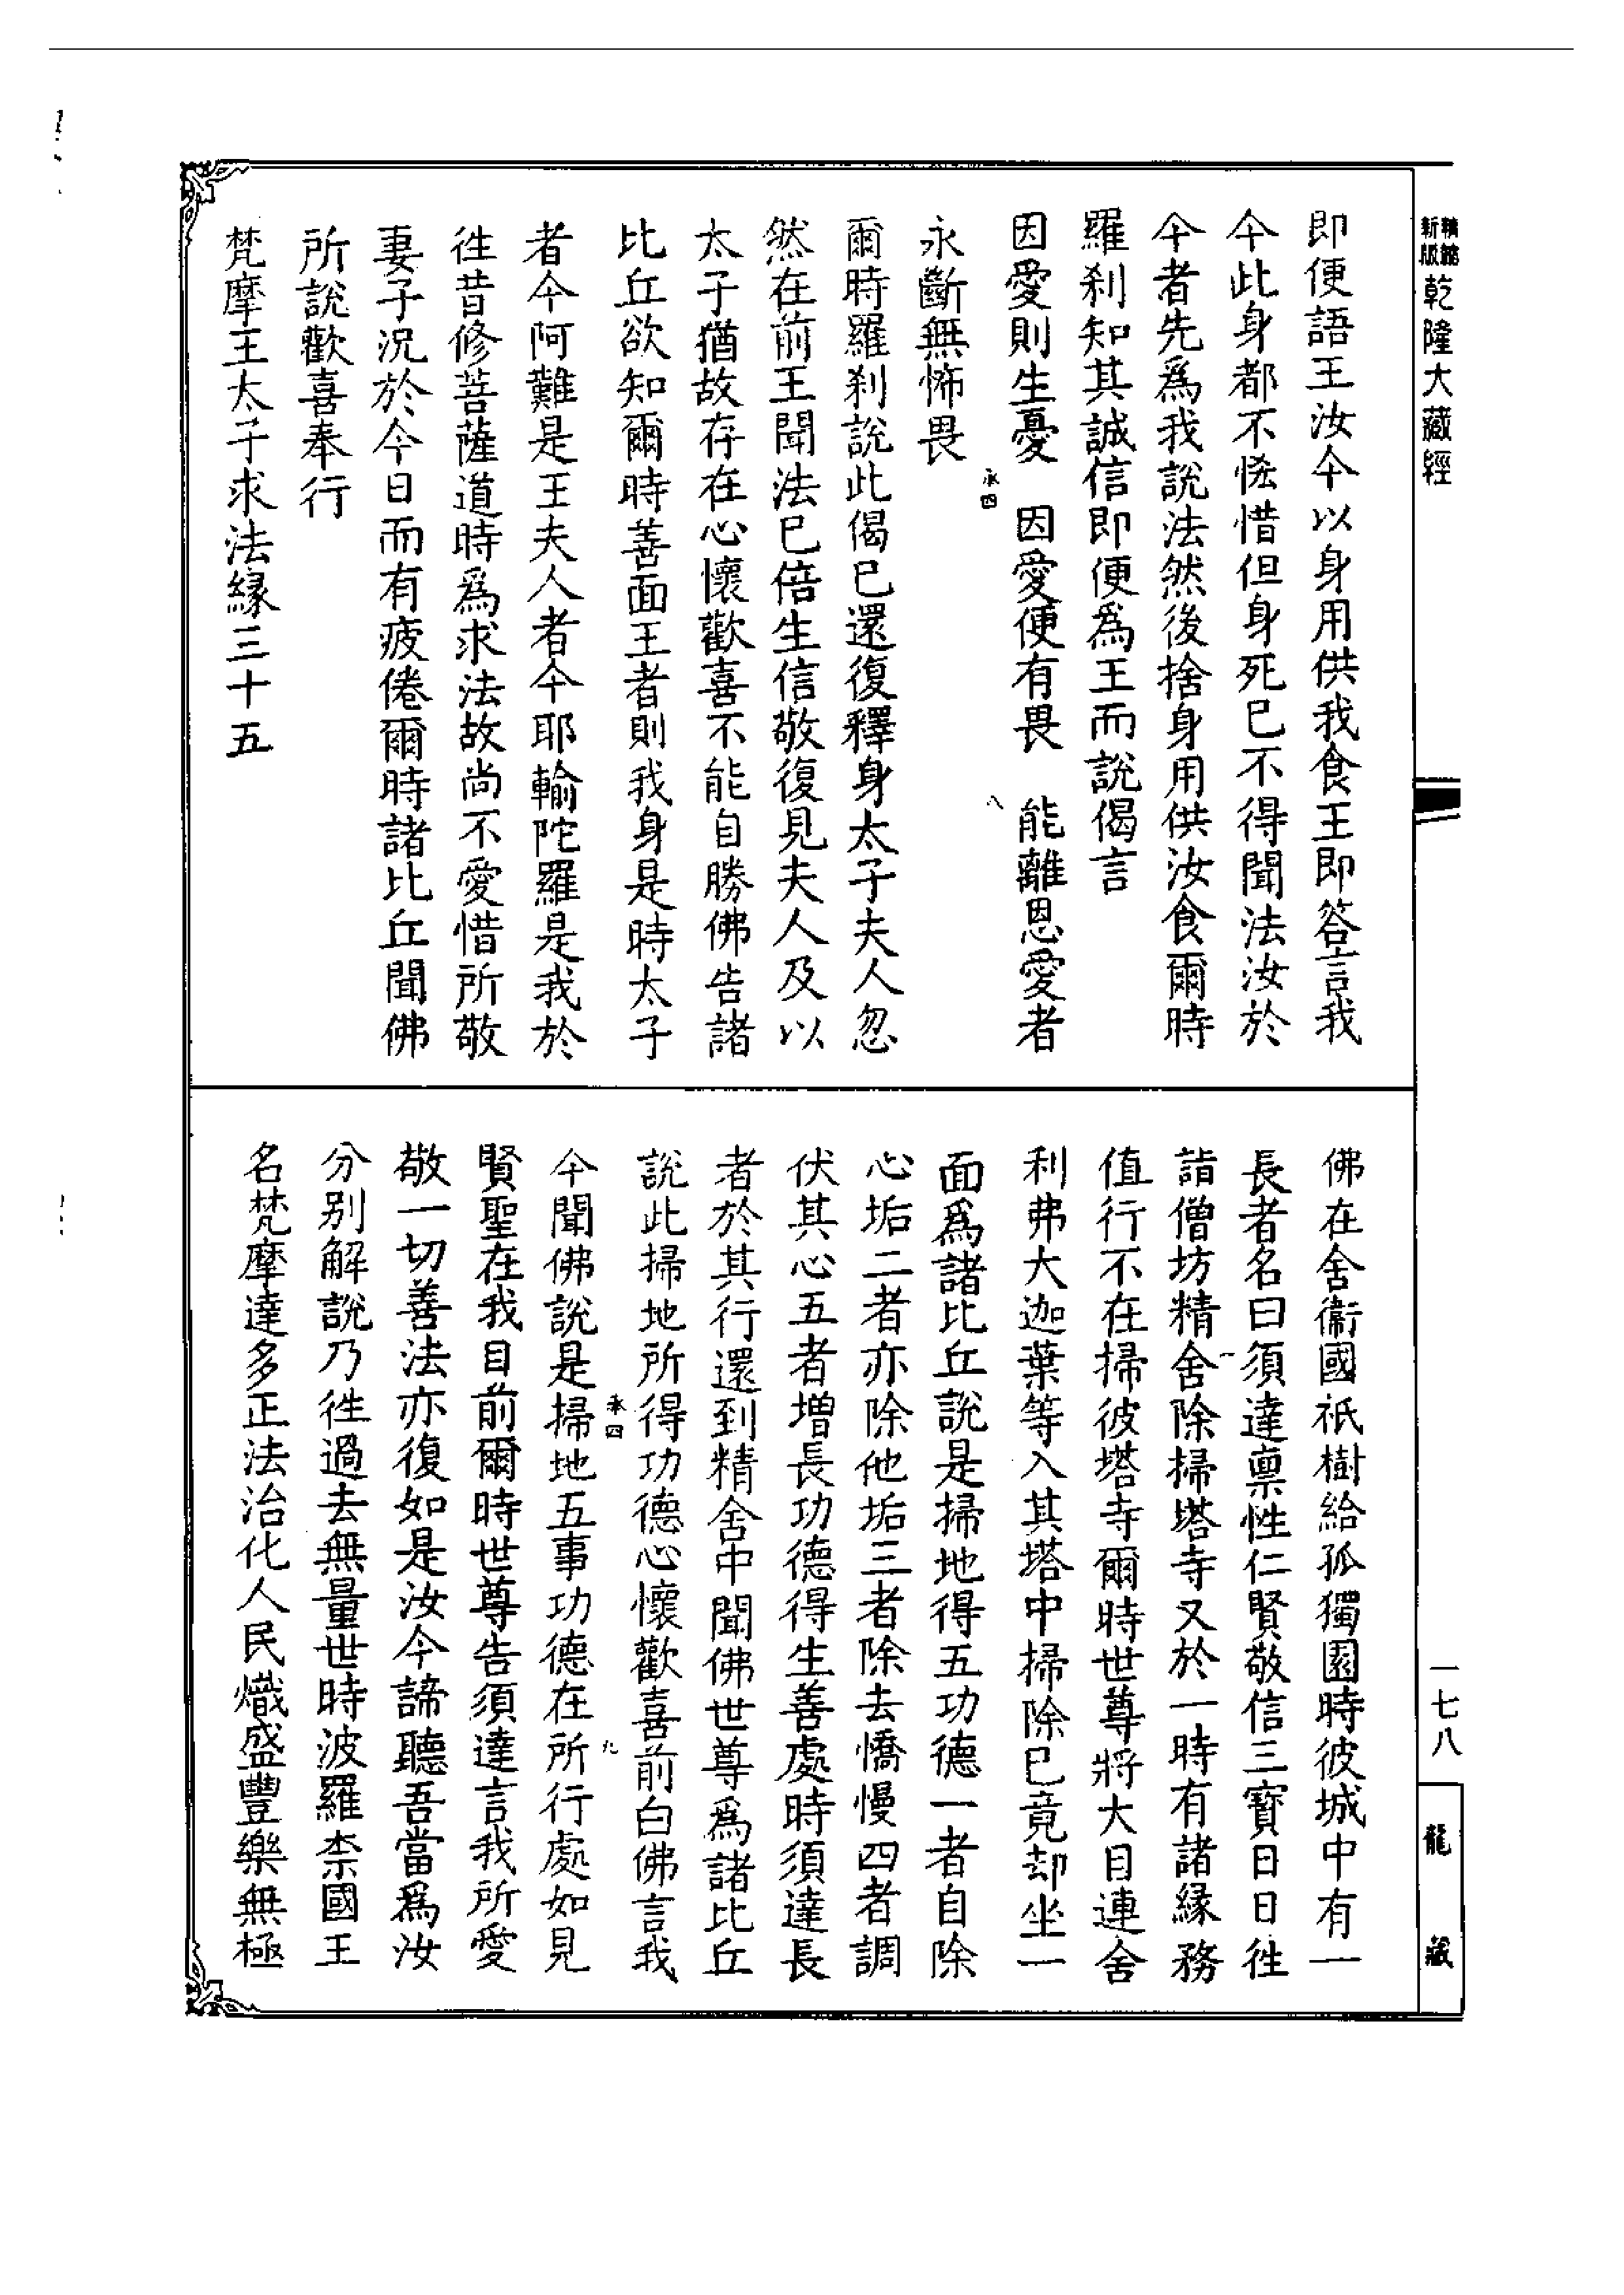 新版
精縮
乾隆大藏經
即便語王汝今以身用供我食王即答言我
今此身都不悋惜但身死已不得聞法汝於
今者先爲我説法然後捨身用供汝食爾時
羅刹知其誠信即便爲王而説偈言
因愛則生憂　因愛便有畏　能離恩愛者
永斷無怖畏
爾時羅刹説此偈已還復釋身太子夫人忽
然在前王聞法已倍生信敬復見夫人及以
太子猶故存在心懷歡喜不能自勝佛告諸
比丘欲知爾時善面王者則我身是時太子
者今阿難是王夫人者今耶輸陀羅是我於
徃昔修菩薩道時爲求法故尚不愛惜所敬
妻子況於今日而有疲倦爾時諸比丘聞佛
所説歡喜奉行
梵摩王太子求法縁三十五
承四
八
佛在舍衞國祇樹給孤獨園時彼城中有一
長者名曰須達禀性仁賢敬信三寶日日徃
詣僧坊精舍除掃塔寺又於一時有諸縁務
值行不在掃彼塔寺爾時世尊將大目連舍
利弗大迦葉等入其塔中掃除已竟却坐一
面爲諸比丘説是掃地得五功德一者自除
心垢二者亦除他垢三者除去憍慢四者調
伏其心五者增長功德得生善處時須達長
者於其行還到精舍中聞佛世尊爲諸比丘
説此掃地所得功德心懷歡喜前白佛言我
今聞佛説是掃地五事功德在所行處如見
賢聖在我目前爾時世尊告須達言我所愛
敬一切善法亦復如是汝今諦聽吾當爲汝
分别解説乃徃過去無量世時波羅柰國王
名梵摩達多正法治化人民熾盛豐樂無極
承四
九
一七八
龍藏